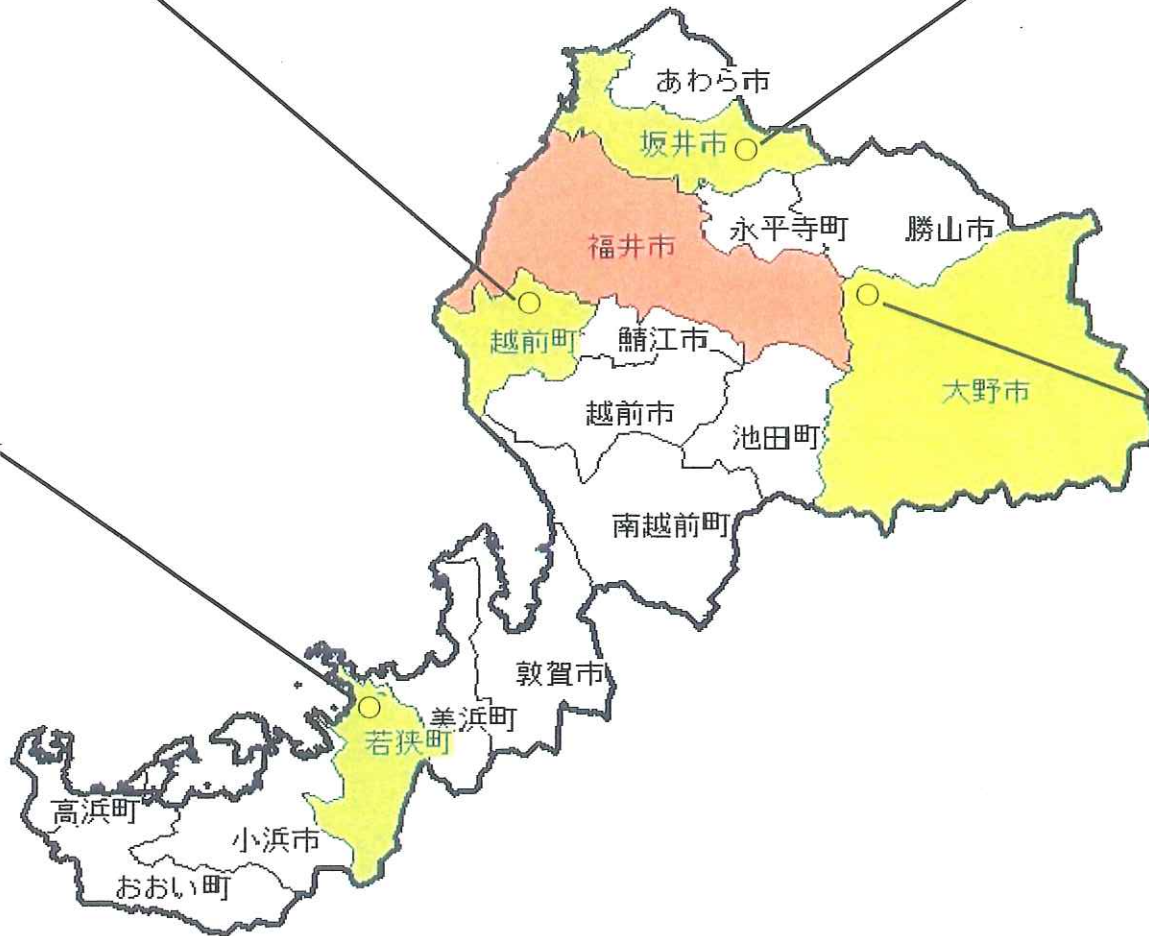 あわら市
坂井市
永平寺町
勝山市
福井市
越前町
鯖江市
大野市
越前市
池田町
南越前町
敦賀市
美浜町
若狭町
高浜町
小浜市
おおい町